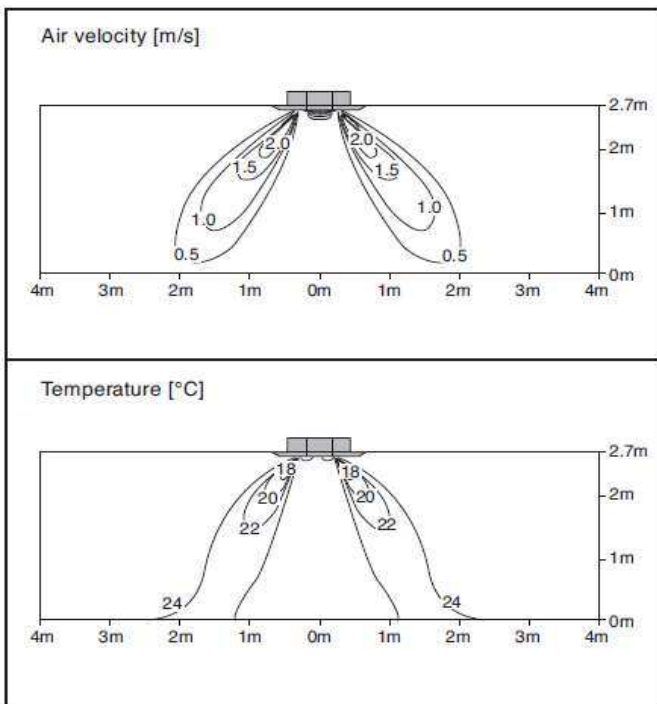 Air velocity [m/s]
2.7m
2.0 2.0
2m
1.5 1.5
1.0 1.0
1m
0.5 0.5
0m
4m 3m 2m 1m 0m 1m 2m 3m 4m
Temperature [°C]
2.7m
18 18
20 20
2m
22 22
1m
24 24
0m
4m 3m 2m 1m 0m 1m 2m 3m 4m